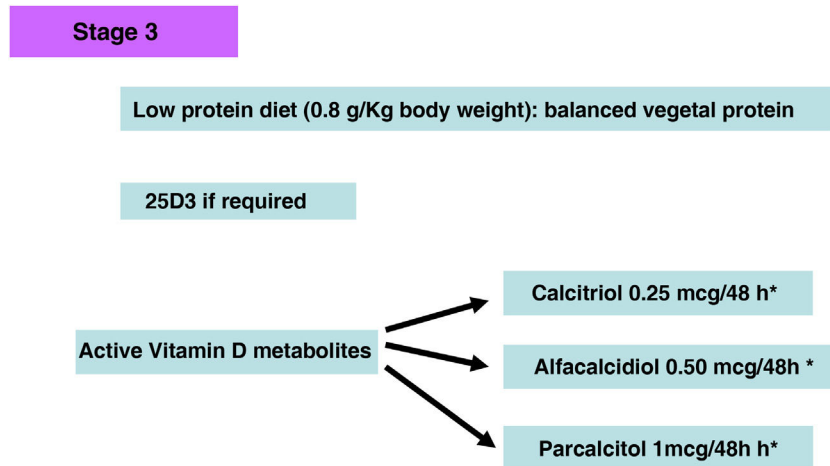 Stage 3
Low protein diet (0.8 g/Kg body weight): balanced vegetal protein
25D3 if required
Calcitriol 0.25 mcg/48 h*
Active Vitamin D metabolites
Alfacalcidiol 0.50 mcg/48h *
Parcalcitol 1mcg/48h h*